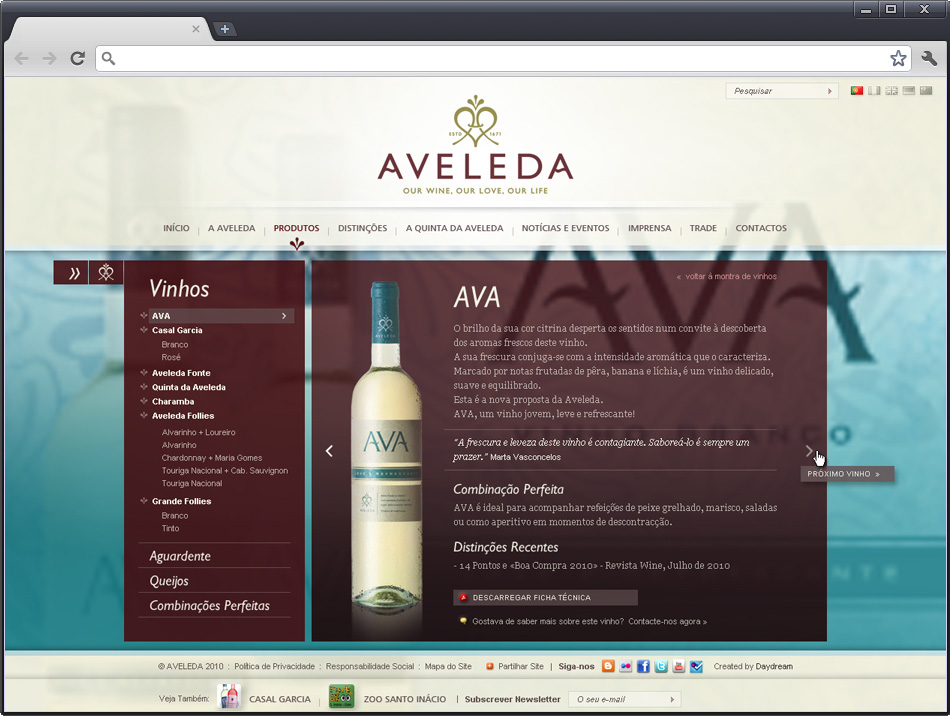 Pesquisar
ESTD 1671
AVELEDA
OUR WINE, OUR LOVE, OUR LIFE
INÍCIO | A AVELEDA | PRODUTOS | DISTINÇÕES | A QUINTA DA AVELEDA | NOTÍCIAS E EVENTOS | IMPRENSA | TRADE | CONTACTOS
Vinhos
AVA
Casal Garcia
Branco
Rosé
Aveleda Fonte
Quinta da Aveleda
Charamba
Aveleda Follies
Alvarinho + Loureiro
Alvarinho
Chardonnay + Maria Gomes
Touriga Nacional + Cab. Sauvignon
Touriga Nacional
Grande Follies
Branco
Tinto
Aguardente
Queijos
Combinações Perfeitas
AVELEDA
AVA
« voltar á montra de vinhos
AVA
O brilho da sua cor citrina desperta os sentidos num convite à descoberta
dos aromas frescos deste vinho.
A sua frescura conjuga-se com a intensidade aromática que o caracteriza.
Marcado por notas frutadas de pêra, banana e líchia, é um vinho delicado,
suave e equilibrado.
Esta é a nova proposta da Aveleda.
AVA, um vinho jovem, leve e refrescante!
"A frescura e leveza deste vinho é contagiante. Saboreá-lo é sempre um
prazer." Marta Vasconcelos
Combinação Perfeita
AVA é ideal para acompanhar refeições de peixe grelhado, marisco, saladas
ou como aperitivo em momentos de descontracção.
Distinções Recentes
- 14 Pontos e «Boa Compra 2010» - Revista Wine, Julho de 2010
DESCARREGAR FICHA TÉCNICA
Gostava de saber mais sobre este vinho? Contacte-nos agora »
PRÓXIMO VINHO »
AVA
© AVELEDA 2010 : Política de Privacidade : Responsabilidade Social : Mapa do Site Partilhar Site | Siga-nos Created by Daydream
Veja Também: CASAL GARCIA | ZOO SANTO INÁCIO | Subscrever Newsletter O seu e-mail